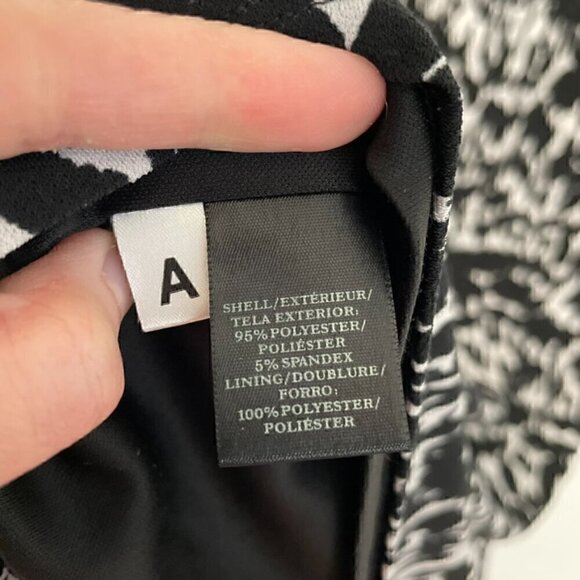 A
SHELL/EXTÉRIEUR/
TELA EXTERIOR:
95% POLYESTER/
POLIÉSTER
5% SPANDEX
LINING/DOUBLURE/
FORRO:
100% POLYESTER/
POLIÉSTER